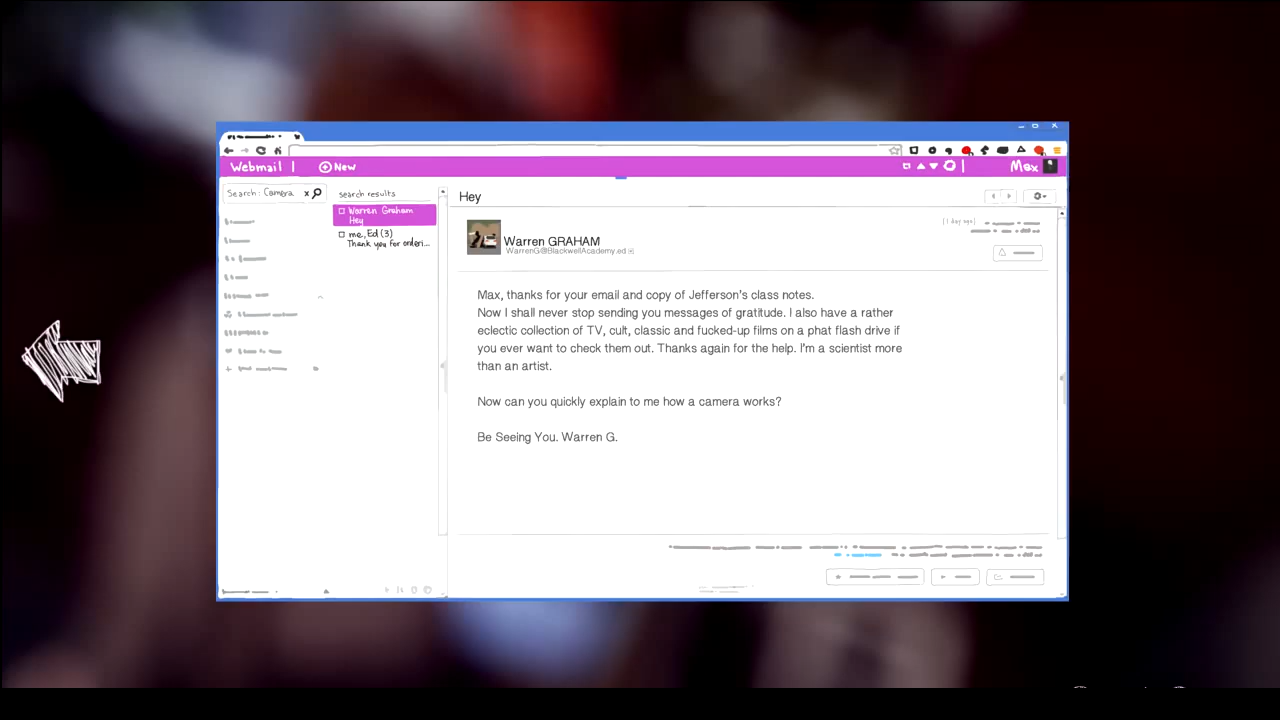 Webmail |
New
Max
Search: Camera x
search results
Warren Graham
Hey
me, Ed (3)
Thank you for orderi...
Hey
[1 day ago]
Warren GRAHAM
WarrenG@BlackwellAcademy.ed
Max, thanks for your email and copy of Jefferson's class notes.
Now I shall never stop sending you messages of gratitude. I also have a rather
eclectic collection of TV, cult, classic and fucked-up films on a phat flash drive if
you ever want to check them out. Thanks again for the help. I'm a scientist more
than an artist.
Now can you quickly explain to me how a camera works?
Be Seeing You. Warren G.